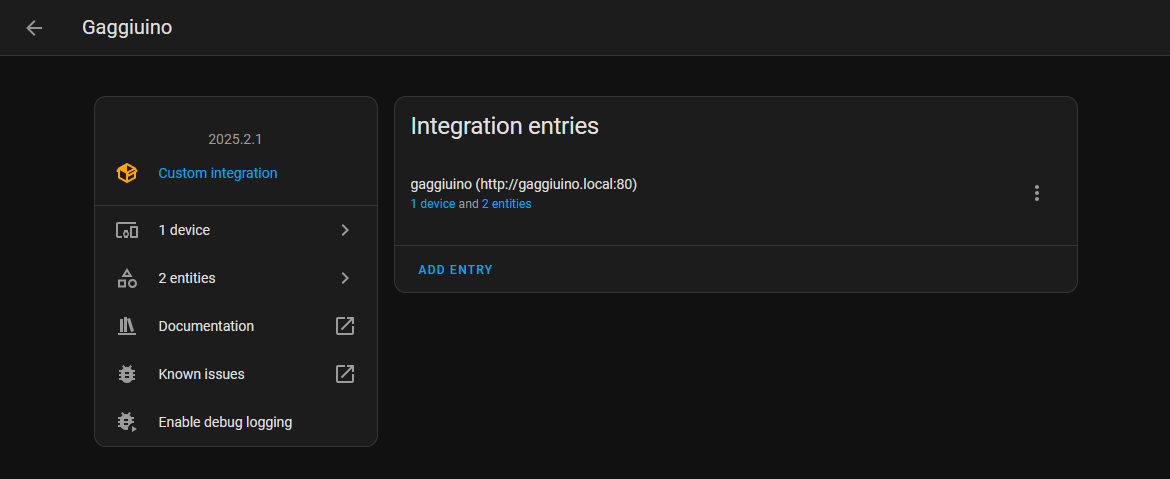 Gaggiuino
2025.2.1
Custom integration
1 device
2 entities
Documentation
Known issues
Enable debug logging
Integration entries
gaggiuino (http://gaggiuino.local:80)
1 device and 2 entities
ADD ENTRY